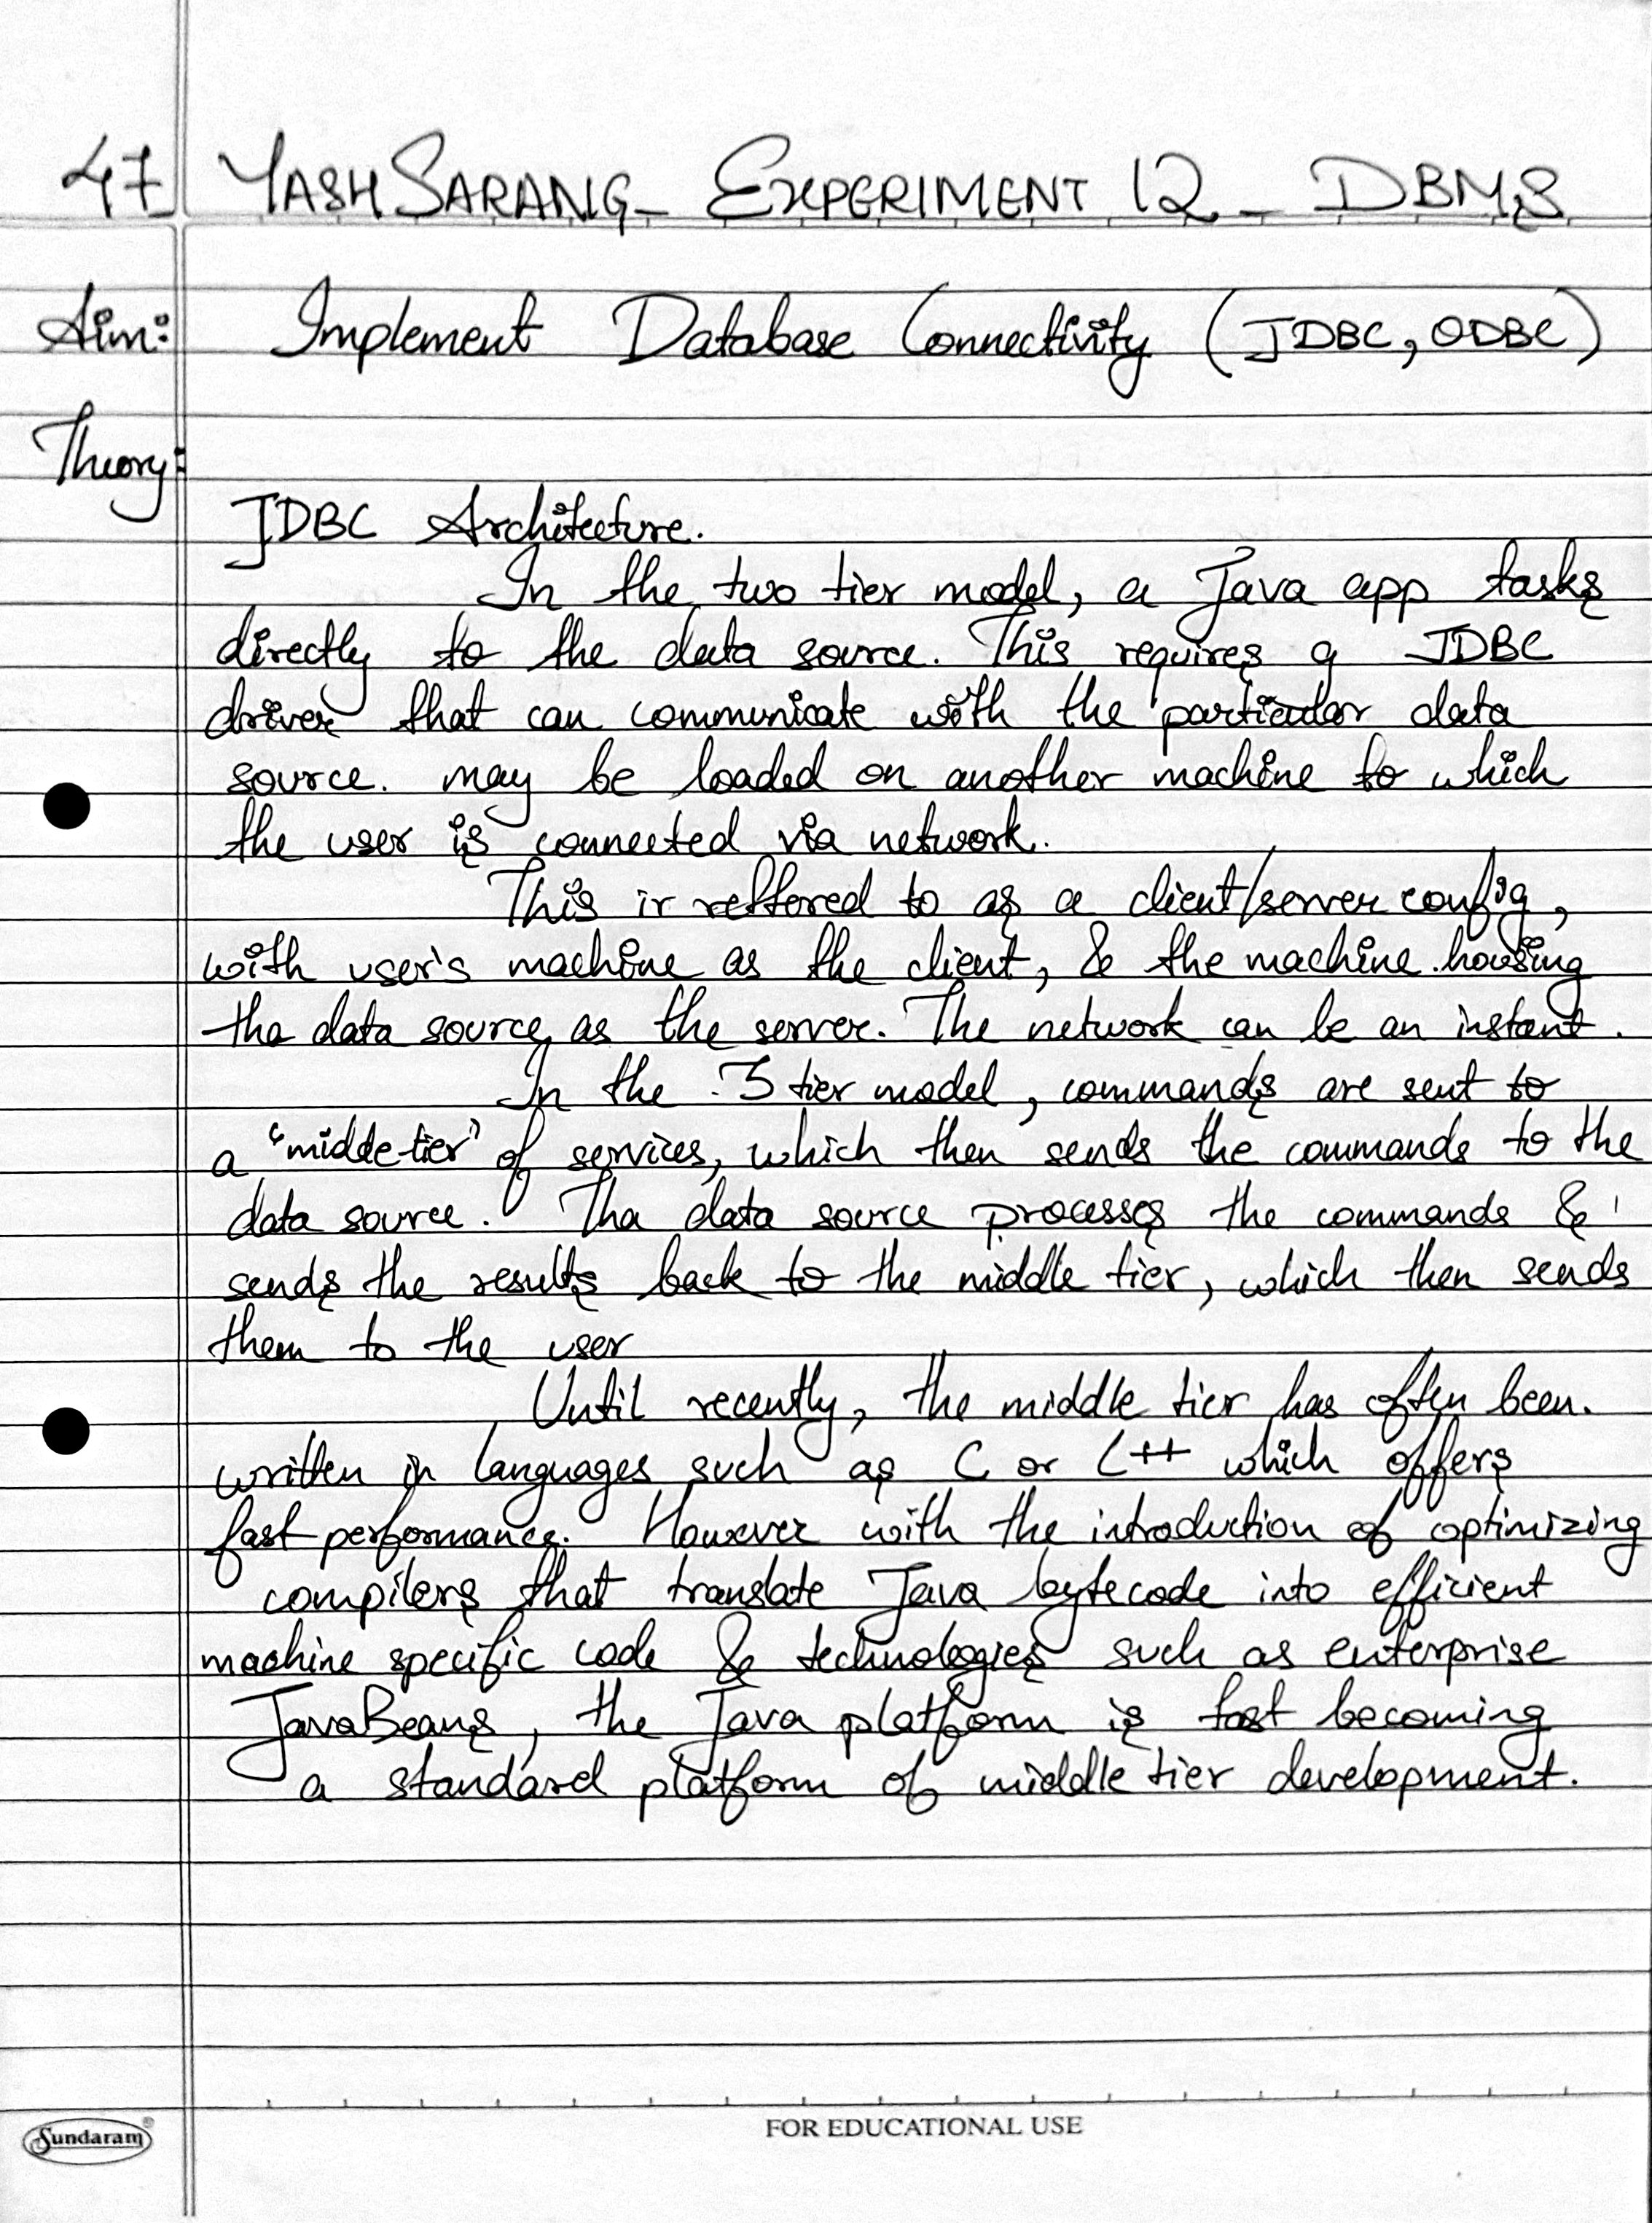 47 YASH SARANG_ EXPERIMENT 12 _ DBMS
Aim: Implement Database Connectivity (JDBC, ODBC)
Theory:
JDBC Architecture.
In the two tier model, a Java app tasks
directly to the data source. This requires a JDBC
driver that can communicate with the particular data
source. may be loaded on another machine to which
the user is connected via network.
This is reffered to as a client/server config,
with user's machine as the client, & the machine housing
the data source as the server. The network can be an instant.
In the 3 tier model, commands are sent to
a "midde-tier" of services, which then sends the commands to the
data source. Tha data source processes the commands &
sends the results back to the middle tier, which then sends
them to the user
Until recently, the middle tier has often been.
written in languages such as C or C++ which offers
fast performance. However with the introduction of optimizing
compilers that translate Java bytecode into efficient
machine specific code & technologies such as enterprise
JavaBeans, the Java platform is fast becoming
a standard platform of middle tier development.
Sundaram®
FOR EDUCATIONAL USE